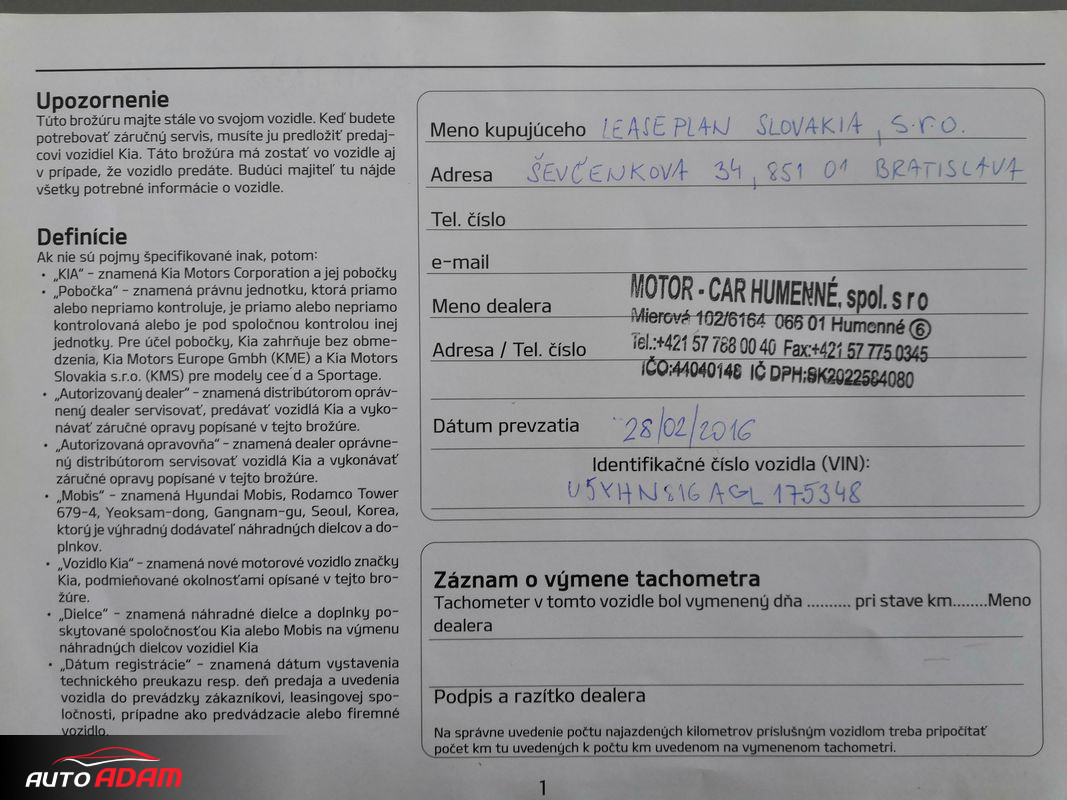 Upozornenie
Túto brožúru majte stále vo svojom vozidle. Keď budete
potrebovať záručný servis, musíte ju predložiť predaj-
covi vozidiel Kia. Táto brožúra má zostať vo vozidle aj
v prípade, že vozidlo predáte. Budúci majiteľ tu nájde
všetky potrebné informácie o vozidle.
Definície
Ak nie sú pojmy špecifikované inak, potom:
• „KIA“ – znamená Kia Motors Corporation a jej pobočky
• „Pobočka“ – znamená právnu jednotku, ktorá priamo
alebo nepriamo kontroluje, je priamo alebo nepriamo
kontrolovaná alebo je pod spoločnou kontrolou inej
jednotky. Pre účel pobočky, Kia zahrňuje bez obme-
dzenia, Kia Motors Europe Gmbh (KME) a Kia Motors
Slovakia s.r.o. (KMS) pre modely cee´d a Sportage.
• „Autorizovaný dealer“ – znamená distribútorom opráv-
nený dealer servisovať, predávať vozidlá Kia a vyko-
návať záručné opravy popísané v tejto brožúre.
• „Autorizovaná opravovňa“ – znamená dealer oprávne-
ný distribútorom servisovať vozidlá Kia a vykonávať
záručné opravy popísané v tejto brožúre.
• „Mobis“ – znamená Hyundai Mobis, Rodamco Tower
679-4, Yeoksam-dong, Gangnam-gu, Seoul, Korea,
ktorý je výhradný dodávateľ náhradných dielcov a do-
plnkov.
• „Vozidlo Kia“ – znamená nové motorové vozidlo značky
Kia, podmieňované okolnosťami opísané v tejto bro-
žúre.
• „Dielce“ – znamená náhradné dielce a doplnky po-
skytované spoločnosťou Kia alebo Mobis na výmenu
náhradných dielcov vozidiel Kia
• „Dátum registrácie“ – znamená dátum vystavenia
technického preukazu resp. deň predaja a uvedenia
vozidla do prevádzky zákazníkovi, leasingovej spo-
ločnosti, prípadne ako predvádzacie alebo firemné
vozidlo.
Meno kupujúceho LEASEPLAN SLOVAKIA, s.r.o.
Adresa ŠEVČENKOVA 34, 851 01 BRATISLAVA
Tel. číslo
e-mail
Meno dealera
Adresa / Tel. číslo
MOTOR - CAR HUMENNÉ, spol. s r o
Mierová 102/6164 066 01 Humenné ⑥
Tel.:+421 57 788 00 40 Fax:+421 57 775 0345
IČO:44040148 IČ DPH:SK2022584080
Dátum prevzatia 28/02/2016
Identifikačné číslo vozidla (VIN):
U5YHN816AGL175348
Záznam o výmene tachometra
Tachometer v tomto vozidle bol vymenený dňa .......... pri stave km........Meno
dealera
Podpis a razítko dealera
Na správne uvedenie počtu najazdených kilometrov príslušným vozidlom treba pripočítať
počet km tu uvedených k počtu km uvedenom na vymenenom tachometri.
1
AUTO ADAM